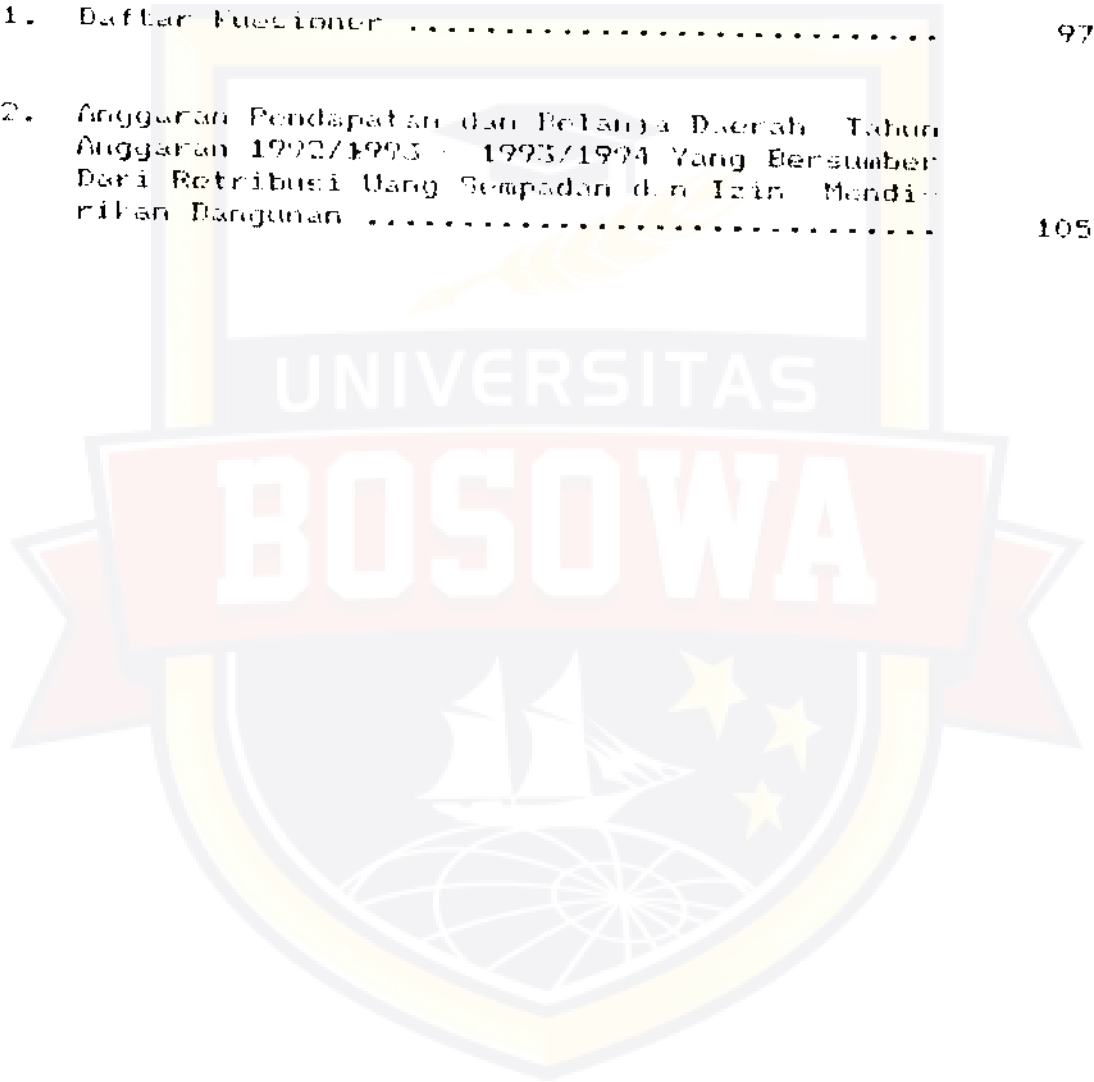 1. Daftar Kuesioner .............................. 97
2. Anggaran Pendapatan dan Belanja Daerah Tahun
Anggaran 1992/1993 - 1993/1994 Yang Bersumber
Dari Retribusi Uang Sempadan dan Izin Mendi-
rikan Bangunan .............................. 105
UNIVERSITAS
BOSOWA